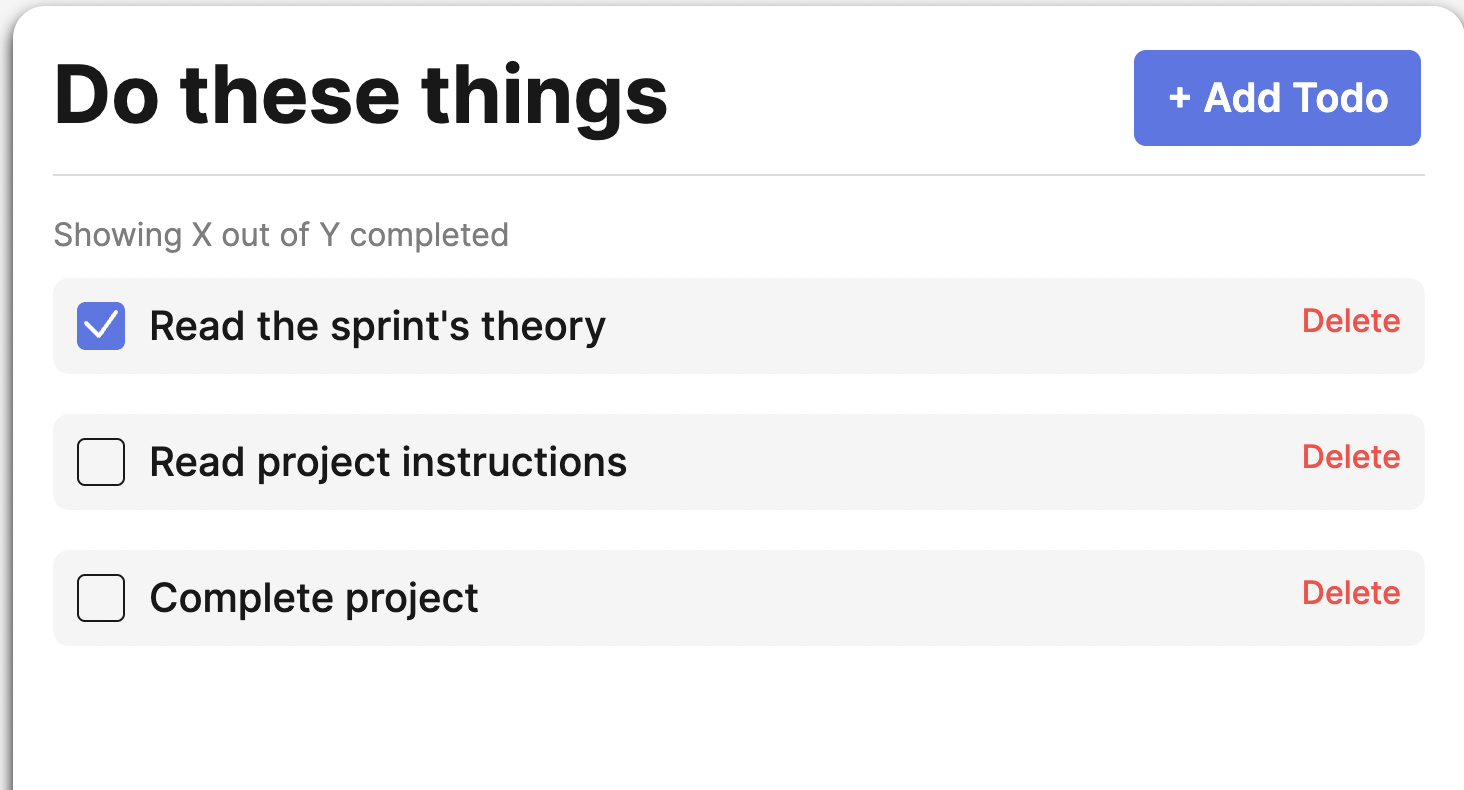 Do these things
+ Add Todo
Showing X out of Y completed
Read the sprint's theory
Delete
Read project instructions
Delete
Complete project
Delete